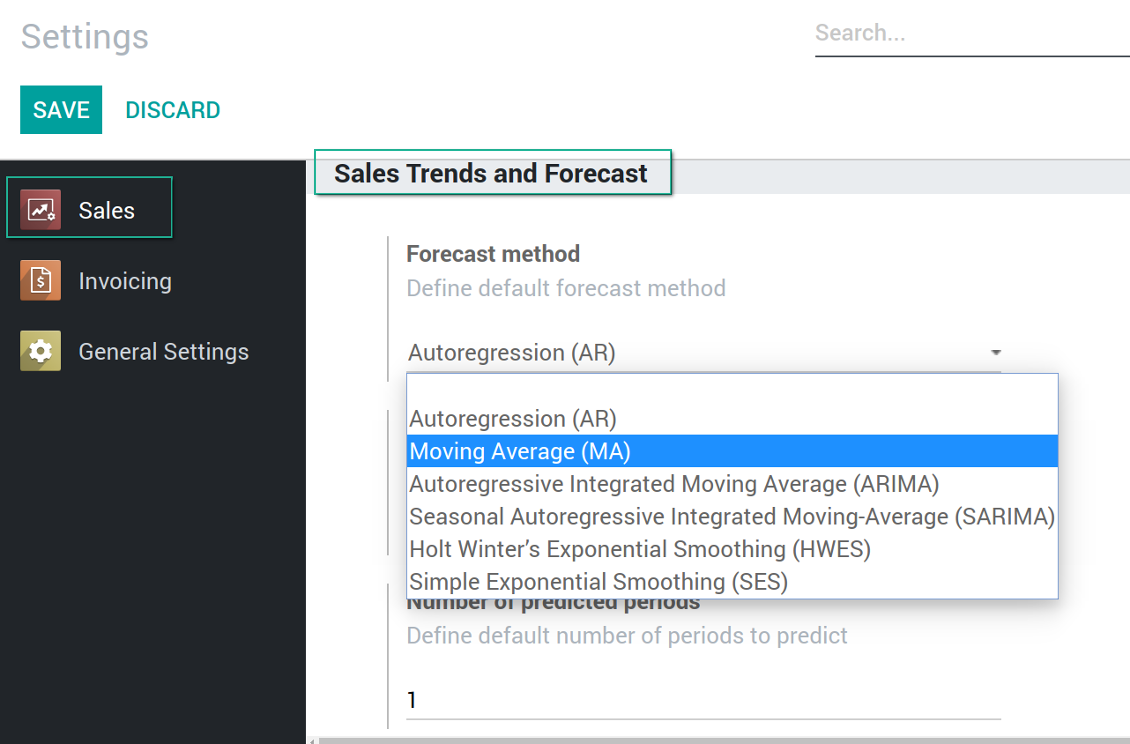 Settings
Search...
SAVE DISCARD
Sales Trends and Forecast
Sales
Invoicing
General Settings
Forecast method
Define default forecast method
Autoregression (AR)
Autoregression (AR)
Moving Average (MA)
Autoregressive Integrated Moving Average (ARIMA)
Seasonal Autoregressive Integrated Moving-Average (SARIMA)
Holt Winter’s Exponential Smoothing (HWES)
Simple Exponential Smoothing (SES)
Number of predicted periods
Define default number of periods to predict
1